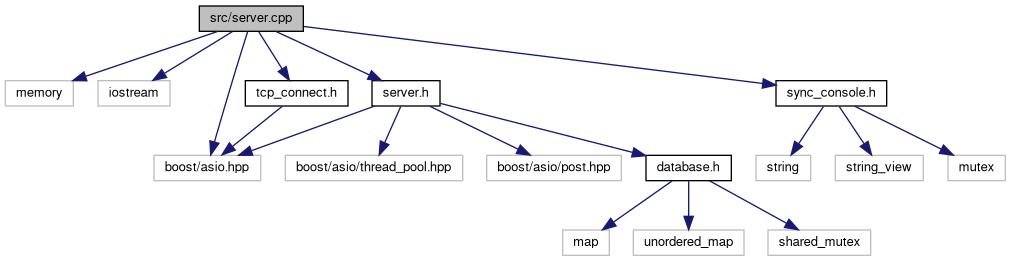 src/server.cpp
memory
iostream
tcp_connect.h
server.h
sync_console.h
boost/asio.hpp
boost/asio/thread_pool.hpp
boost/asio/post.hpp
database.h
string
string_view
mutex
map
unordered_map
shared_mutex